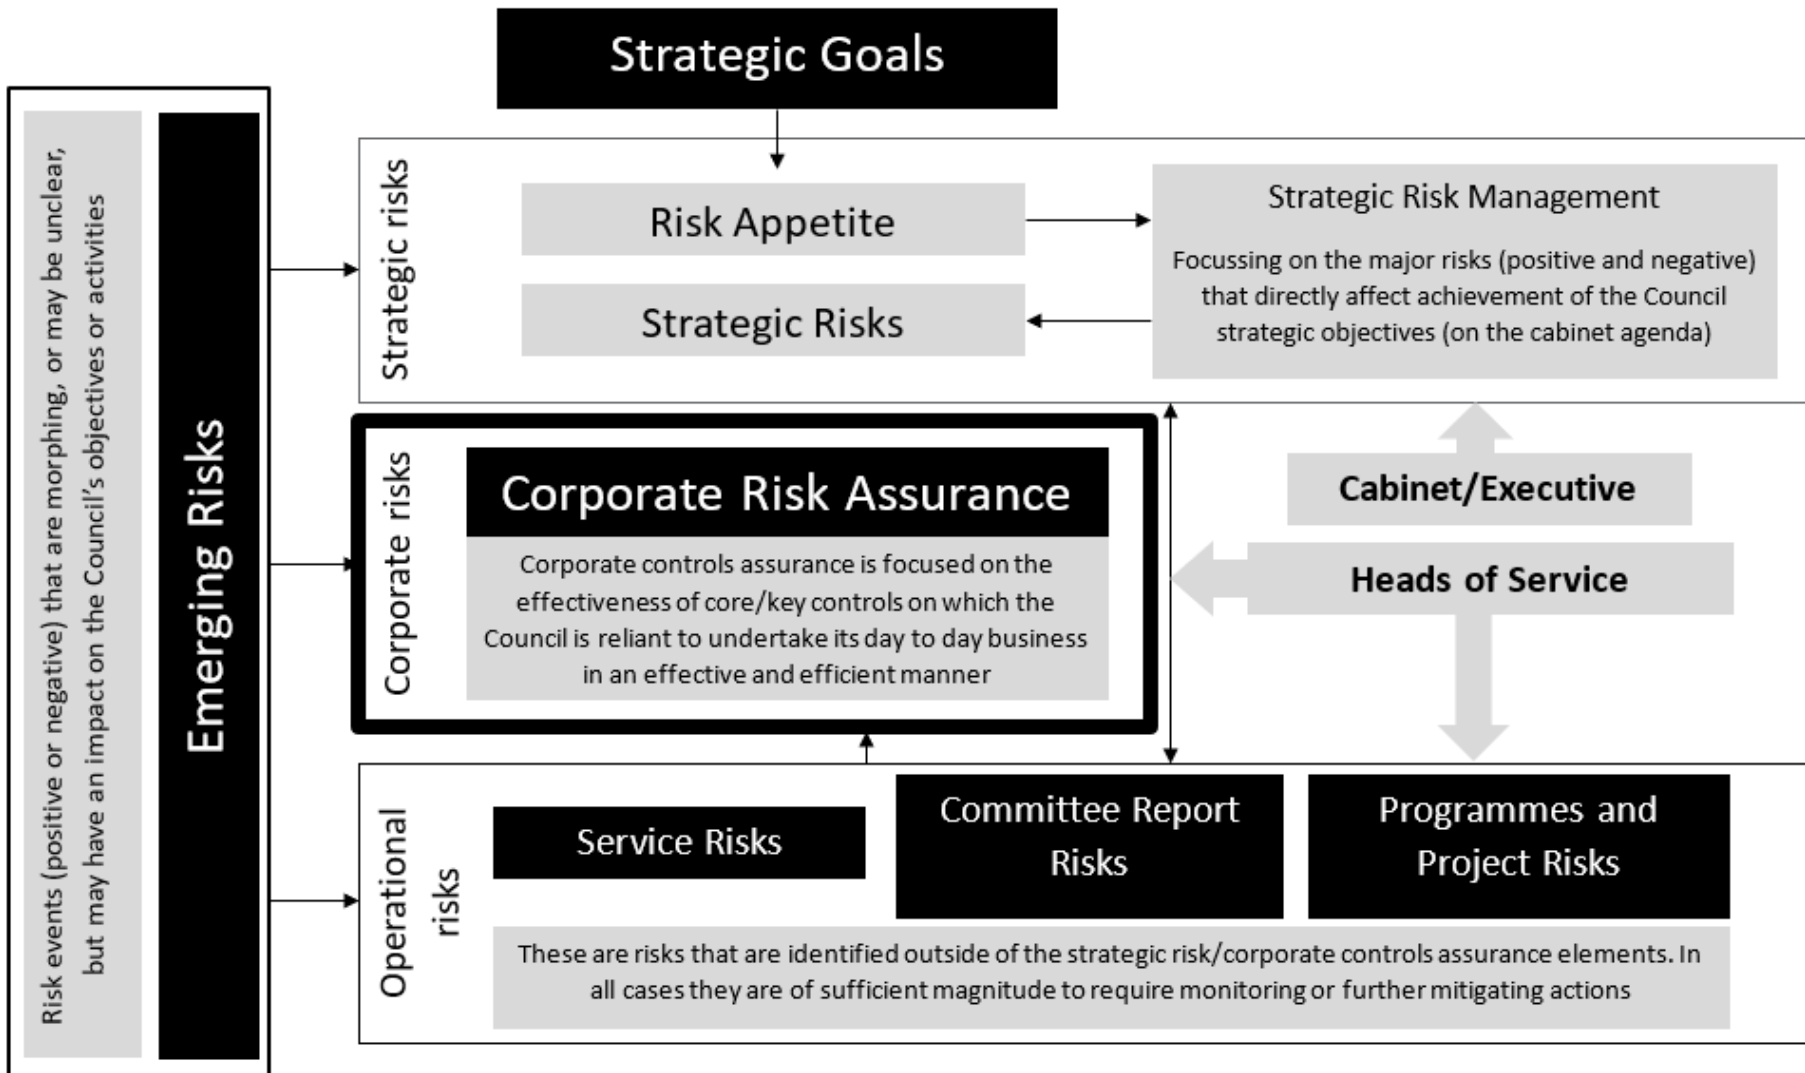 Strategic Goals
Risk events (positive or negative) that are morphing, or may be unclear,
but may have an impact on the Council's objectives or activities
Emerging Risks
Strategic risks
Risk Appetite
Strategic Risks
Strategic Risk Management
Focussing on the major risks (positive and negative)
that directly affect achievement of the Council
strategic objectives (on the cabinet agenda)
Corporate risks
Corporate Risk Assurance
Corporate controls assurance is focused on the
effectiveness of core/key controls on which the
Council is reliant to undertake its day to day business
in an effective and efficient manner
Cabinet/Executive
Heads of Service
Operational
risks
Service Risks
Committee Report
Risks
Programmes and
Project Risks
These are risks that are identified outside of the strategic risk/corporate controls assurance elements. In
all cases they are of sufficient magnitude to require monitoring or further mitigating actions